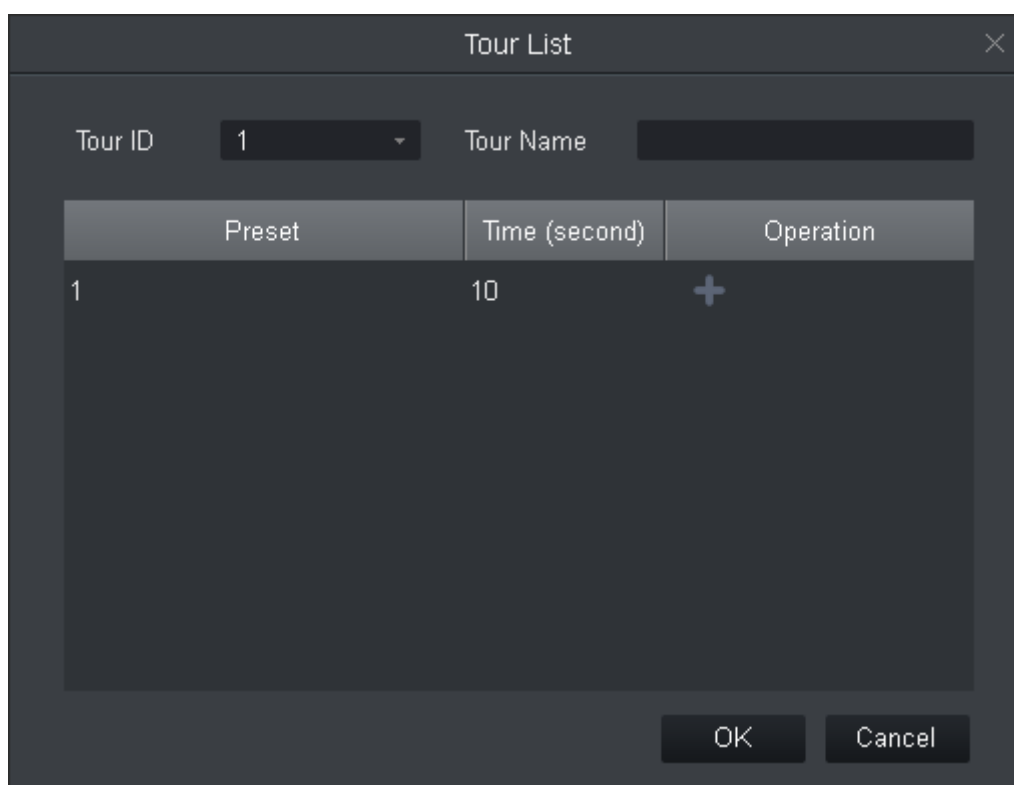 Tour List
Tour ID 1 Tour Name
Preset Time (second) Operation
1 10
OK Cancel